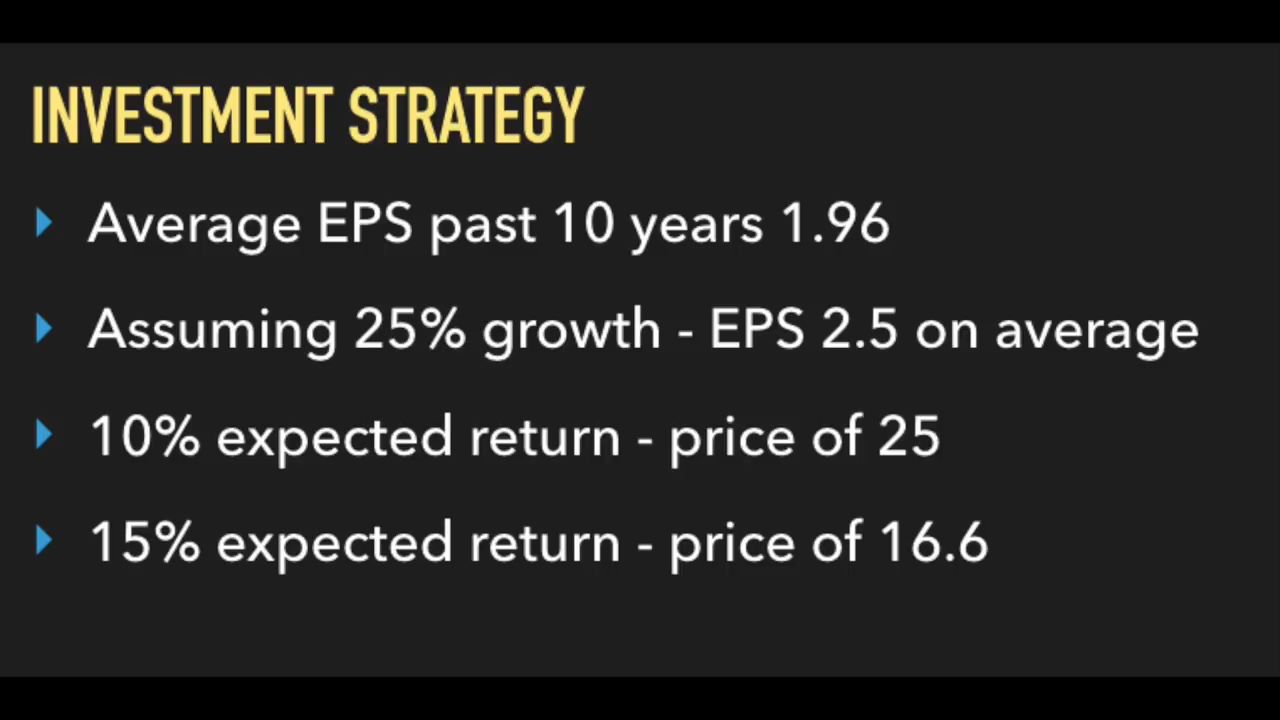 INVESTMENT STRATEGY
Average EPS past 10 years 1.96
Assuming 25% growth - EPS 2.5 on average
10% expected return - price of 25
15% expected return - price of 16.6